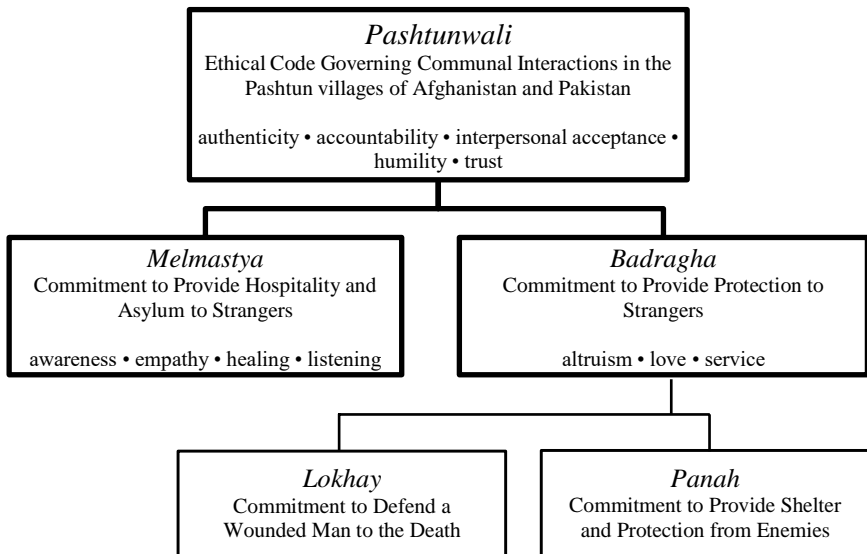 Pashtunwali
Ethical Code Governing Communal Interactions in the
Pashtun villages of Afghanistan and Pakistan
authenticity • accountability • interpersonal acceptance •
humility • trust
Melmastya
Commitment to Provide Hospitality and
Asylum to Strangers
awareness • empathy • healing • listening
Badragha
Commitment to Provide Protection to
Strangers
altruism • love • service
Lokhay
Commitment to Defend a
Wounded Man to the Death
Panah
Commitment to Provide Shelter
and Protection from Enemies